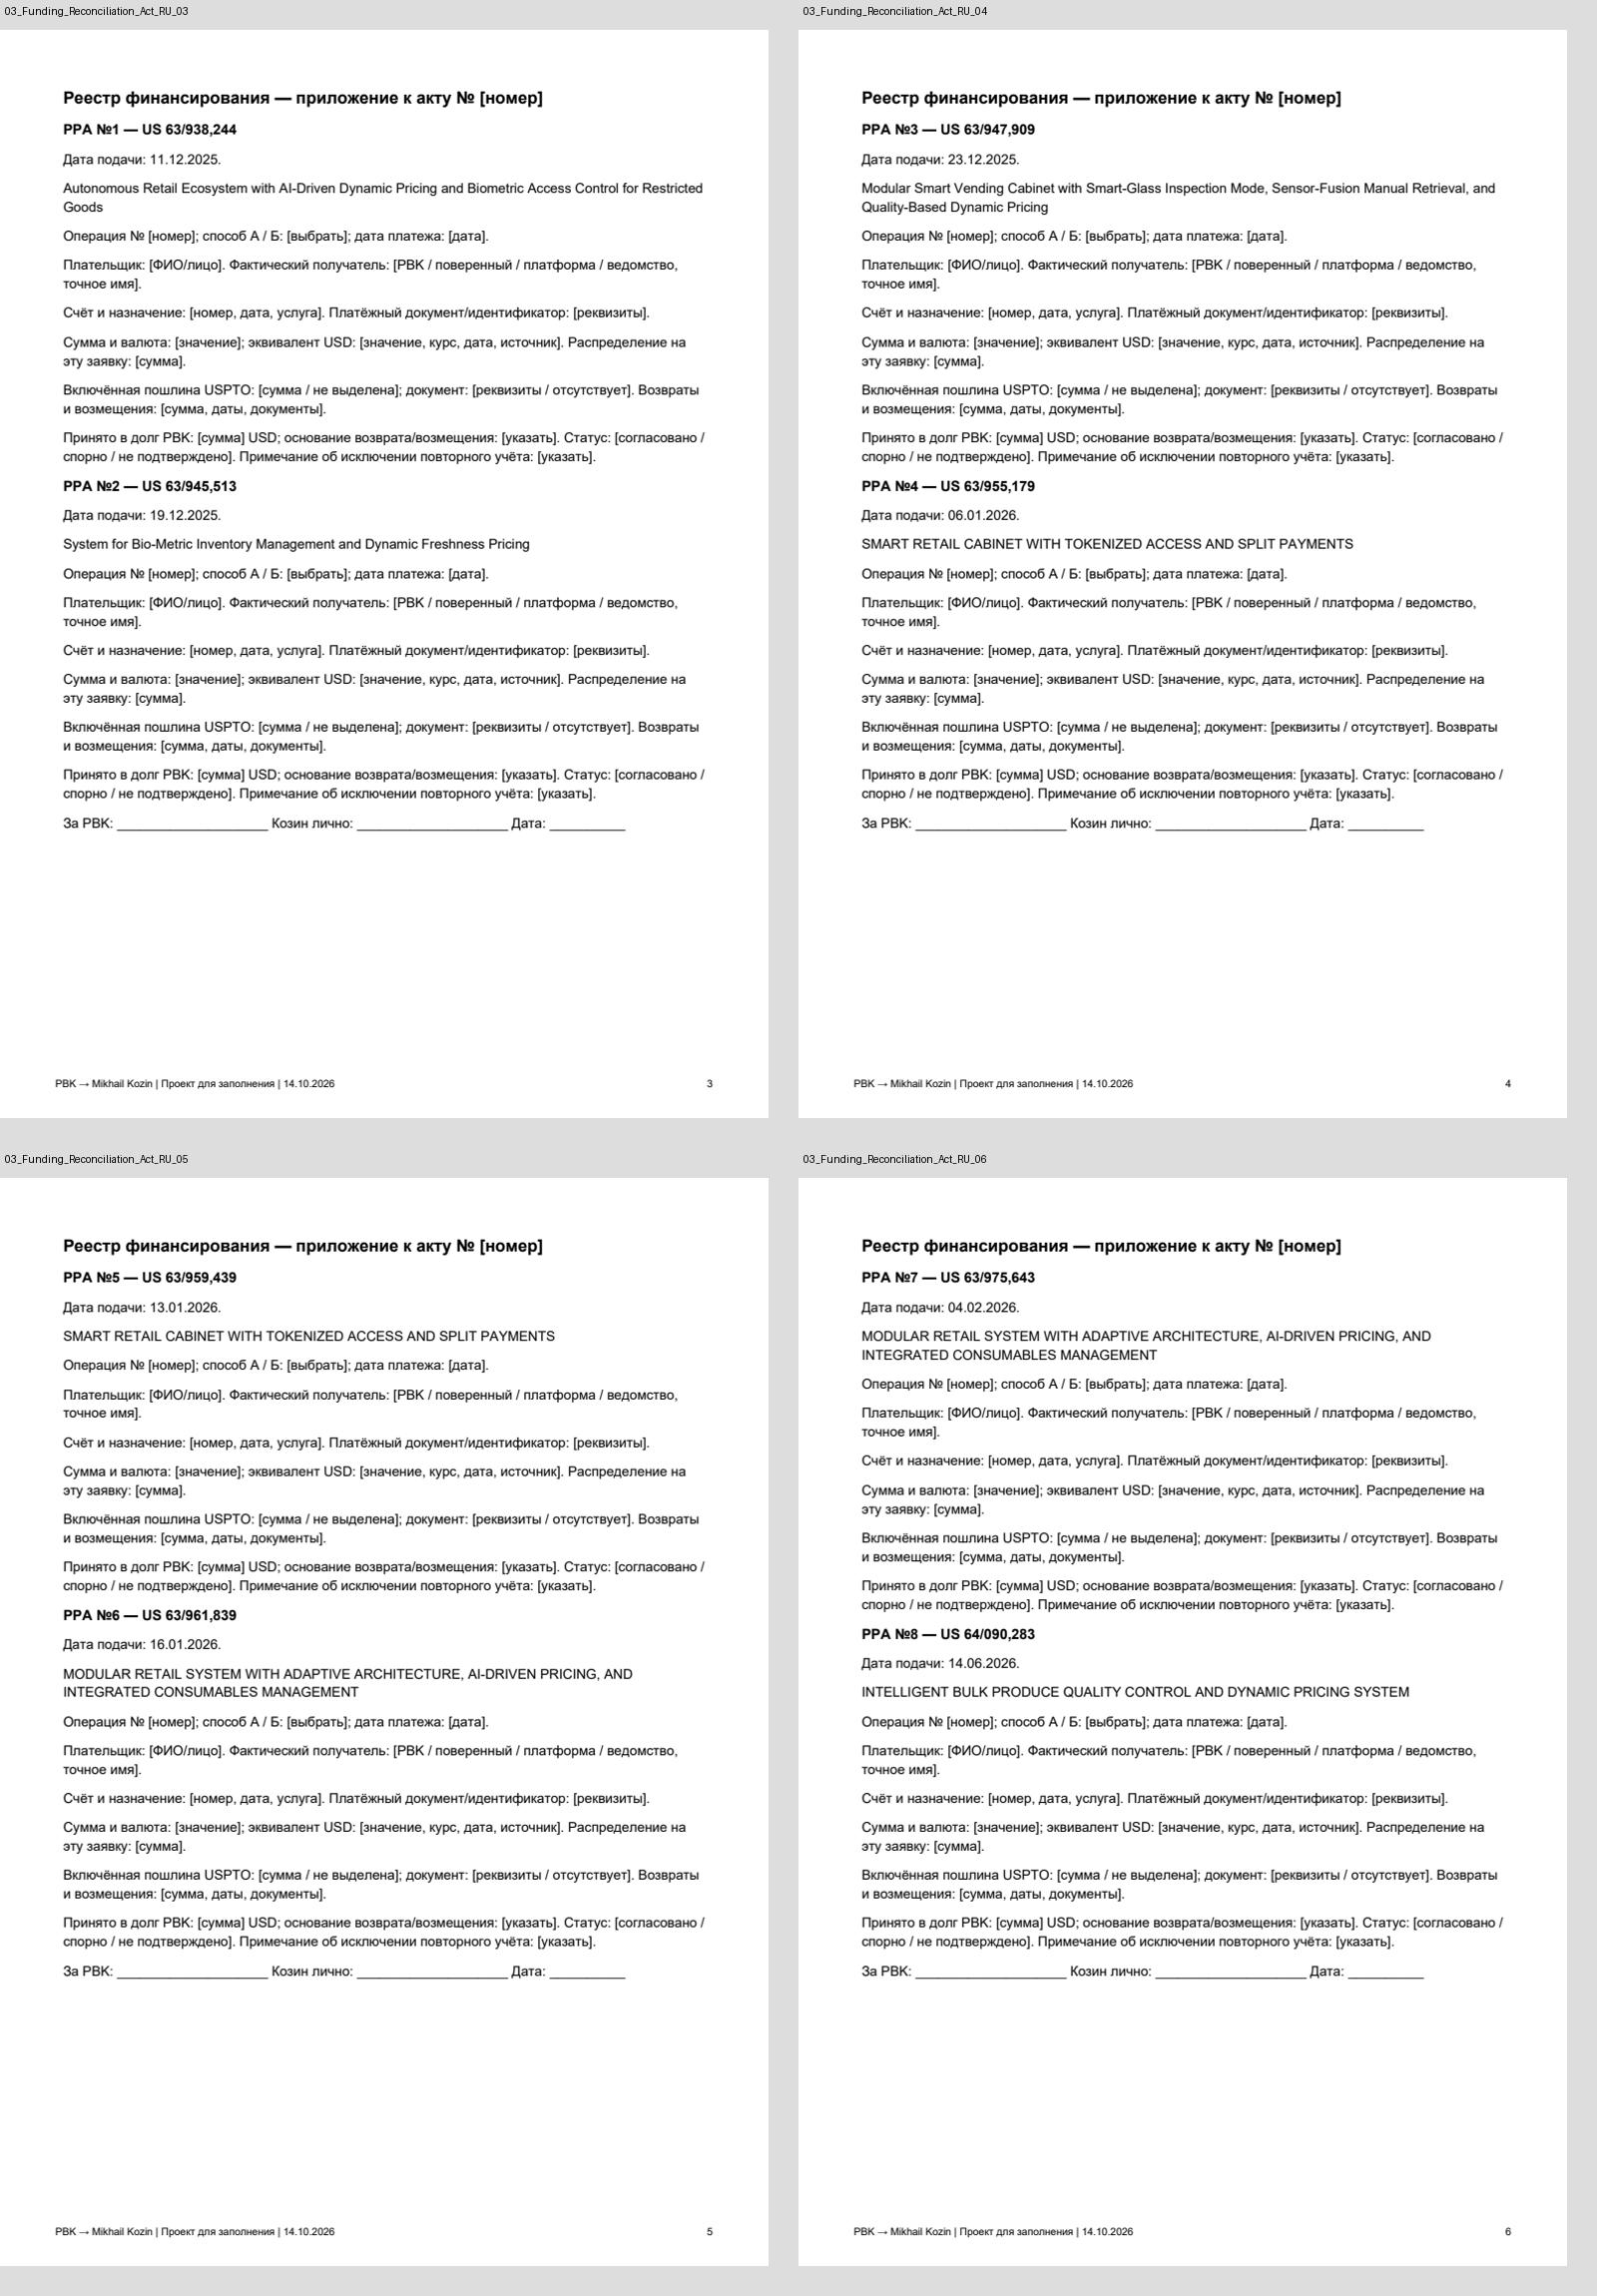 03_Funding_Reconciliation_Act_RU_03
Реестр финансирования — приложение к акту № [номер]
PPA №1 — US 63/938,244
Дата подачи: 11.12.2025.
Autonomous Retail Ecosystem with AI-Driven Dynamic Pricing and Biometric Access Control for Restricted
Goods
Операция № [номер]; способ А / Б: [выбрать]; дата платежа: [дата].
Плательщик: [ФИО/лицо]. Фактический получатель: [PBK / поверенный / платформа / ведомство,
точное имя].
Счёт и назначение: [номер, дата, услуга]. Платёжный документ/идентификатор: [реквизиты].
Сумма и валюта: [значение]; эквивалент USD: [значение, курс, дата, источник]. Распределение на
эту заявку: [сумма].
Включённая пошлина USPTO: [сумма / не выделена]; документ: [реквизиты / отсутствует]. Возвраты
и возмещения: [сумма, даты, документы].
Принято в долг PBK: [сумма] USD; основание возврата/возмещения: [указать]. Статус: [согласовано /
спорно / не подтверждено]. Примечание об исключении повторного учёта: [указать].
PPA №2 — US 63/945,513
Дата подачи: 19.12.2025.
System for Bio-Metric Inventory Management and Dynamic Freshness Pricing
Операция № [номер]; способ А / Б: [выбрать]; дата платежа: [дата].
Плательщик: [ФИО/лицо]. Фактический получатель: [PBK / поверенный / платформа / ведомство,
точное имя].
Счёт и назначение: [номер, дата, услуга]. Платёжный документ/идентификатор: [реквизиты].
Сумма и валюта: [значение]; эквивалент USD: [значение, курс, дата, источник]. Распределение на
эту заявку: [сумма].
Включённая пошлина USPTO: [сумма / не выделена]; документ: [реквизиты / отсутствует]. Возвраты
и возмещения: [сумма, даты, документы].
Принято в долг PBK: [сумма] USD; основание возврата/возмещения: [указать]. Статус: [согласовано /
спорно / не подтверждено]. Примечание об исключении повторного учёта: [указать].
За PBK: ____________________ Козин лично: ____________________ Дата: __________
PBK → Mikhail Kozin | Проект для заполнения | 14.10.2026
3
03_Funding_Reconciliation_Act_RU_04
Реестр финансирования — приложение к акту № [номер]
PPA №3 — US 63/947,909
Дата подачи: 23.12.2025.
Modular Smart Vending Cabinet with Smart-Glass Inspection Mode, Sensor-Fusion Manual Retrieval, and
Quality-Based Dynamic Pricing
Операция № [номер]; способ А / Б: [выбрать]; дата платежа: [дата].
Плательщик: [ФИО/лицо]. Фактический получатель: [PBK / поверенный / платформа / ведомство,
точное имя].
Счёт и назначение: [номер, дата, услуга]. Платёжный документ/идентификатор: [реквизиты].
Сумма и валюта: [значение]; эквивалент USD: [значение, курс, дата, источник]. Распределение на
эту заявку: [сумма].
Включённая пошлина USPTO: [сумма / не выделена]; документ: [реквизиты / отсутствует]. Возвраты
и возмещения: [сумма, даты, документы].
Принято в долг PBK: [сумма] USD; основание возврата/возмещения: [указать]. Статус: [согласовано /
спорно / не подтверждено]. Примечание об исключении повторного учёта: [указать].
PPA №4 — US 63/955,179
Дата подачи: 06.01.2026.
SMART RETAIL CABINET WITH TOKENIZED ACCESS AND SPLIT PAYMENTS
Операция № [номер]; способ А / Б: [выбрать]; дата платежа: [дата].
Плательщик: [ФИО/лицо]. Фактический получатель: [PBK / поверенный / платформа / ведомство,
точное имя].
Счёт и назначение: [номер, дата, услуга]. Платёжный документ/идентификатор: [реквизиты].
Сумма и валюта: [значение]; эквивалент USD: [значение, курс, дата, источник]. Распределение на
эту заявку: [сумма].
Включённая пошлина USPTO: [сумма / не выделена]; документ: [реквизиты / отсутствует]. Возвраты
и возмещения: [сумма, даты, документы].
Принято в долг PBK: [сумма] USD; основание возврата/возмещения: [указать]. Статус: [согласовано /
спорно / не подтверждено]. Примечание об исключении повторного учёта: [указать].
За PBK: ____________________ Козин лично: ____________________ Дата: __________
PBK → Mikhail Kozin | Проект для заполнения | 14.10.2026
4
03_Funding_Reconciliation_Act_RU_05
Реестр финансирования — приложение к акту № [номер]
PPA №5 — US 63/959,439
Дата подачи: 13.01.2026.
SMART RETAIL CABINET WITH TOKENIZED ACCESS AND SPLIT PAYMENTS
Операция № [номер]; способ А / Б: [выбрать]; дата платежа: [дата].
Плательщик: [ФИО/лицо]. Фактический получатель: [PBK / поверенный / платформа / ведомство,
точное имя].
Счёт и назначение: [номер, дата, услуга]. Платёжный документ/идентификатор: [реквизиты].
Сумма и валюта: [значение]; эквивалент USD: [значение, курс, дата, источник]. Распределение на
эту заявку: [сумма].
Включённая пошлина USPTO: [сумма / не выделена]; документ: [реквизиты / отсутствует]. Возвраты
и возмещения: [сумма, даты, документы].
Принято в долг PBK: [сумма] USD; основание возврата/возмещения: [указать]. Статус: [согласовано /
спорно / не подтверждено]. Примечание об исключении повторного учёта: [указать].
PPA №6 — US 63/961,839
Дата подачи: 16.01.2026.
MODULAR RETAIL SYSTEM WITH ADAPTIVE ARCHITECTURE, AI-DRIVEN PRICING, AND
INTEGRATED CONSUMABLES MANAGEMENT
Операция № [номер]; способ А / Б: [выбрать]; дата платежа: [дата].
Плательщик: [ФИО/лицо]. Фактический получатель: [PBK / поверенный / платформа / ведомство,
точное имя].
Счёт и назначение: [номер, дата, услуга]. Платёжный документ/идентификатор: [реквизиты].
Сумма и валюта: [значение]; эквивалент USD: [значение, курс, дата, источник]. Распределение на
эту заявку: [сумма].
Включённая пошлина USPTO: [сумма / не выделена]; документ: [реквизиты / отсутствует]. Возвраты
и возмещения: [сумма, даты, документы].
Принято в долг PBK: [сумма] USD; основание возврата/возмещения: [указать]. Статус: [согласовано /
спорно / не подтверждено]. Примечание об исключении повторного учёта: [указать].
За PBK: ____________________ Козин лично: ____________________ Дата: __________
PBK → Mikhail Kozin | Проект для заполнения | 14.10.2026
5
03_Funding_Reconciliation_Act_RU_06
Реестр финансирования — приложение к акту № [номер]
PPA №7 — US 63/975,643
Дата подачи: 04.02.2026.
MODULAR RETAIL SYSTEM WITH ADAPTIVE ARCHITECTURE, AI-DRIVEN PRICING, AND
INTEGRATED CONSUMABLES MANAGEMENT
Операция № [номер]; способ А / Б: [выбрать]; дата платежа: [дата].
Плательщик: [ФИО/лицо]. Фактический получатель: [PBK / поверенный / платформа / ведомство,
точное имя].
Счёт и назначение: [номер, дата, услуга]. Платёжный документ/идентификатор: [реквизиты].
Сумма и валюта: [значение]; эквивалент USD: [значение, курс, дата, источник]. Распределение на
эту заявку: [сумма].
Включённая пошлина USPTO: [сумма / не выделена]; документ: [реквизиты / отсутствует]. Возвраты
и возмещения: [сумма, даты, документы].
Принято в долг PBK: [сумма] USD; основание возврата/возмещения: [указать]. Статус: [согласовано /
спорно / не подтверждено]. Примечание об исключении повторного учёта: [указать].
PPA №8 — US 64/090,283
Дата подачи: 14.06.2026.
INTELLIGENT BULK PRODUCE QUALITY CONTROL AND DYNAMIC PRICING SYSTEM
Операция № [номер]; способ А / Б: [выбрать]; дата платежа: [дата].
Плательщик: [ФИО/лицо]. Фактический получатель: [PBK / поверенный / платформа / ведомство,
точное имя].
Счёт и назначение: [номер, дата, услуга]. Платёжный документ/идентификатор: [реквизиты].
Сумма и валюта: [значение]; эквивалент USD: [значение, курс, дата, источник]. Распределение на
эту заявку: [сумма].
Включённая пошлина USPTO: [сумма / не выделена]; документ: [реквизиты / отсутствует]. Возвраты
и возмещения: [сумма, даты, документы].
Принято в долг PBK: [сумма] USD; основание возврата/возмещения: [указать]. Статус: [согласовано /
спорно / не подтверждено]. Примечание об исключении повторного учёта: [указать].
За PBK: ____________________ Козин лично: ____________________ Дата: __________
PBK → Mikhail Kozin | Проект для заполнения | 14.10.2026
6